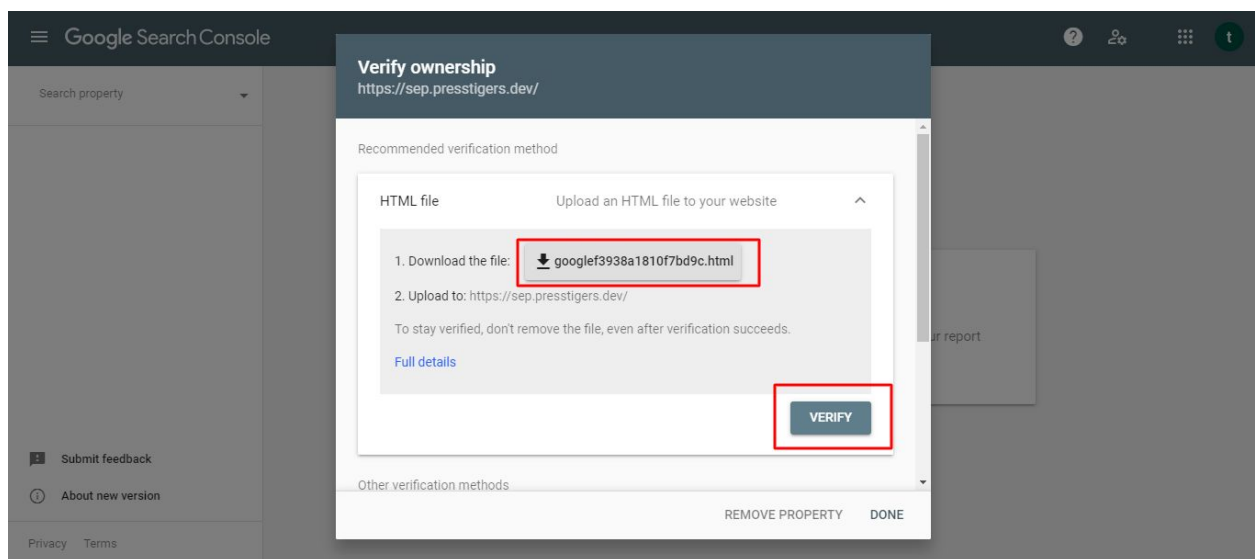 Google Search Console
t
Search property
Verify ownership
https://sep.presstigers.dev/
Recommended verification method
HTML file Upload an HTML file to your website
1. Download the file: googlef3938a1810f7bd9c.html
2. Upload to: https://sep.presstigers.dev/
To stay verified, don't remove the file, even after verification succeeds.
Full details
ur report
VERIFY
Submit feedback
Other verification methods
About new version
REMOVE PROPERTY DONE
Privacy Terms